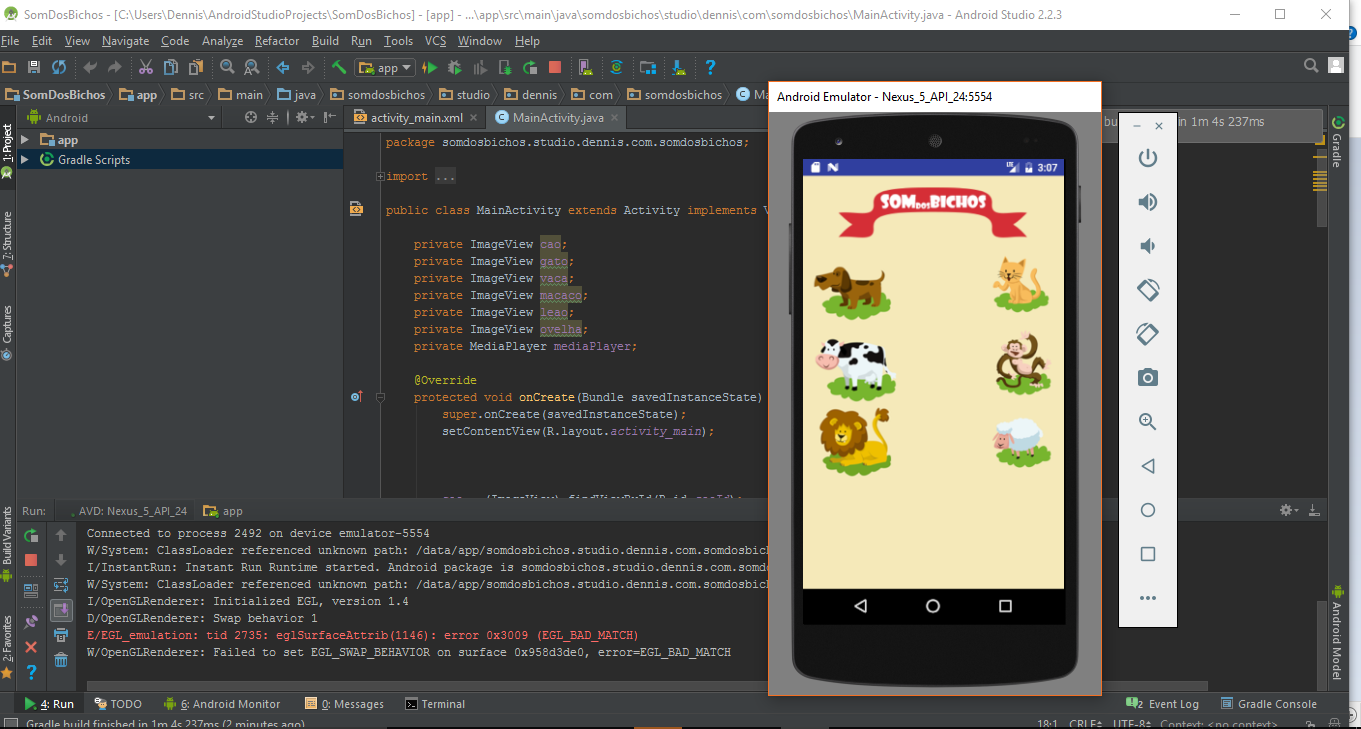 SomDosBichos - [C:\Users\Dennis\AndroidStudioProjects\SomDosBichos] - [app] - ...\app\src\main\java\somdosbichos\studio\dennis\com\somdosbichos\MainActivity.java - Android Studio 2.2.3
File Edit View Navigate Code Analyze Refactor Build Run Tools VCS Window Help
app
SomDosBichos app src main java somdosbichos studio dennis com somdosbichos Ma
Android Emulator - Nexus_5_API_24:5554
Android
activity_main.xml MainActivity.java
bu in 1m 4s 237ms
1: Project
app
Gradle Scripts
Gradle
package somdosbichos.studio.dennis.com.somdosbichos;
import ...
public class MainActivity extends Activity implements V
private ImageView cao;
private ImageView gato;
private ImageView vaca;
private ImageView macaco;
private ImageView leao;
private ImageView ovelha;
private MediaPlayer mediaPlayer;
@Override
protected void onCreate(Bundle savedInstanceState)
super.onCreate(savedInstanceState);
setContentView(R.layout.activity_main);
3:07
SOM DOS BICHOS
7: Structure
Captures
Build Variants
2: Favorites
Run: AVD: Nexus_5_API_24 app
Connected to process 2492 on device emulator-5554
W/System: ClassLoader referenced unknown path: /data/app/somdosbichos.studio.dennis.com.somdosbich
I/InstantRun: Instant Run Runtime started. Android package is somdosbichos.studio.dennis.com.somdo
W/System: ClassLoader referenced unknown path: /data/app/somdosbichos.studio.dennis.com.somdosbich
I/OpenGLRenderer: Initialized EGL, version 1.4
D/OpenGLRenderer: Swap behavior 1
E/EGL_emulation: tid 2735: eglSurfaceAttrib(1146): error 0x3009 (EGL_BAD_MATCH)
W/OpenGLRenderer: Failed to set EGL_SWAP_BEHAVIOR on surface 0x958d3de0, error=EGL_BAD_MATCH
Android Model
4: Run TODO 6: Android Monitor 0: Messages Terminal 2 Event Log Gradle Console
Gradle build finished in 1m 4s 237ms (2 minutes ago) 18:1 CRLF UTF-8 Context: <no context>